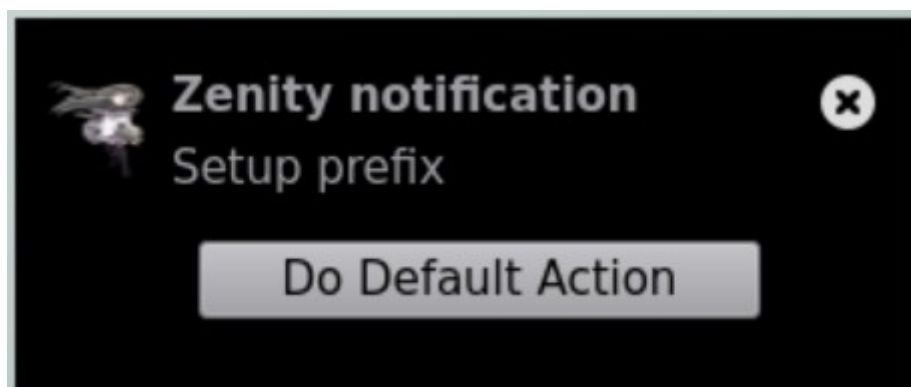 Zenity notification
Setup prefix
Do Default Action